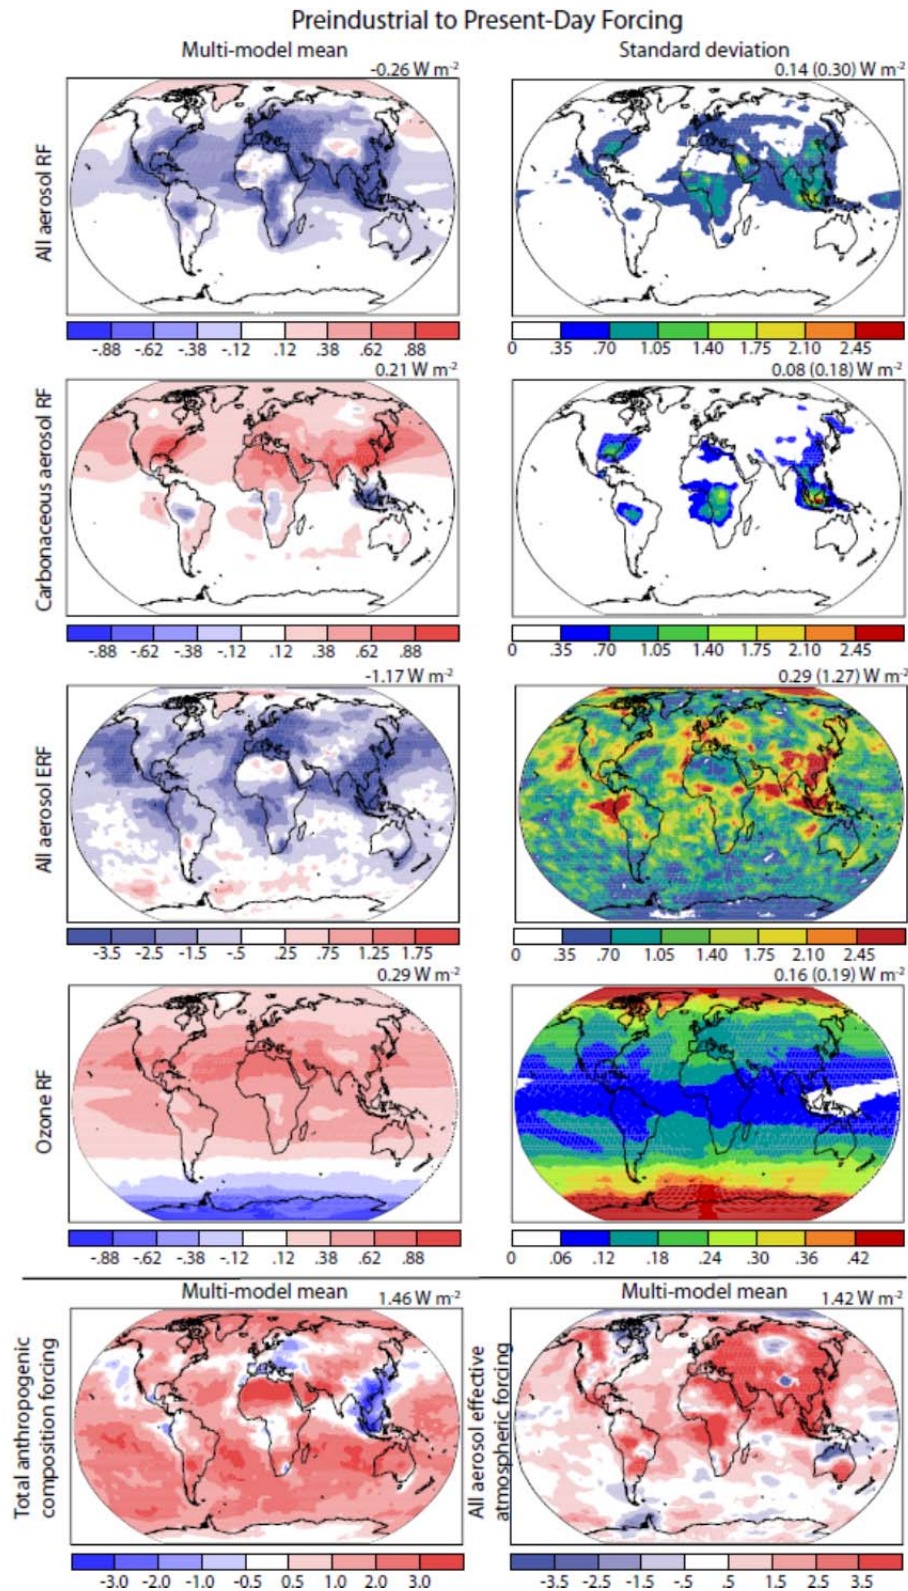 Preindustrial to Present-Day Forcing
Multi-model mean
Standard deviation
-0.26 W m-2
0.14 (0.30) W m-2
All aerosol RF
-.88 -.62 -.38 -.12 .12 .38 .62 .88
0 .35 .70 1.05 1.40 1.75 2.10 2.45
0.21 W m-2
0.08 (0.18) W m-2
Carbonaceous aerosol RF
-.88 -.62 -.38 -.12 .12 .38 .62 .88
0 .35 .70 1.05 1.40 1.75 2.10 2.45
-1.17 W m-2
0.29 (1.27) W m-2
All aerosol ERF
-3.5 -2.5 -1.5 -.5 .25 .75 1.25 1.75
0 .35 .70 1.05 1.40 1.75 2.10 2.45
0.29 W m-2
0.16 (0.19) W m-2
Ozone RF
-.88 -.62 -.38 -.12 .12 .38 .62 .88
0 .06 .12 .18 .24 .30 .36 .42
Multi-model mean
1.46 W m-2
Multi-model mean
1.42 W m-2
Total anthropogenic
composition forcing
All aerosol effective
atmospheric forcing
-3.0 -2.0 -1.0 -0.5 0.5 1.0 2.0 3.0
-3.5 -2.5 -1.5 -.5 .5 1.5 2.5 3.5